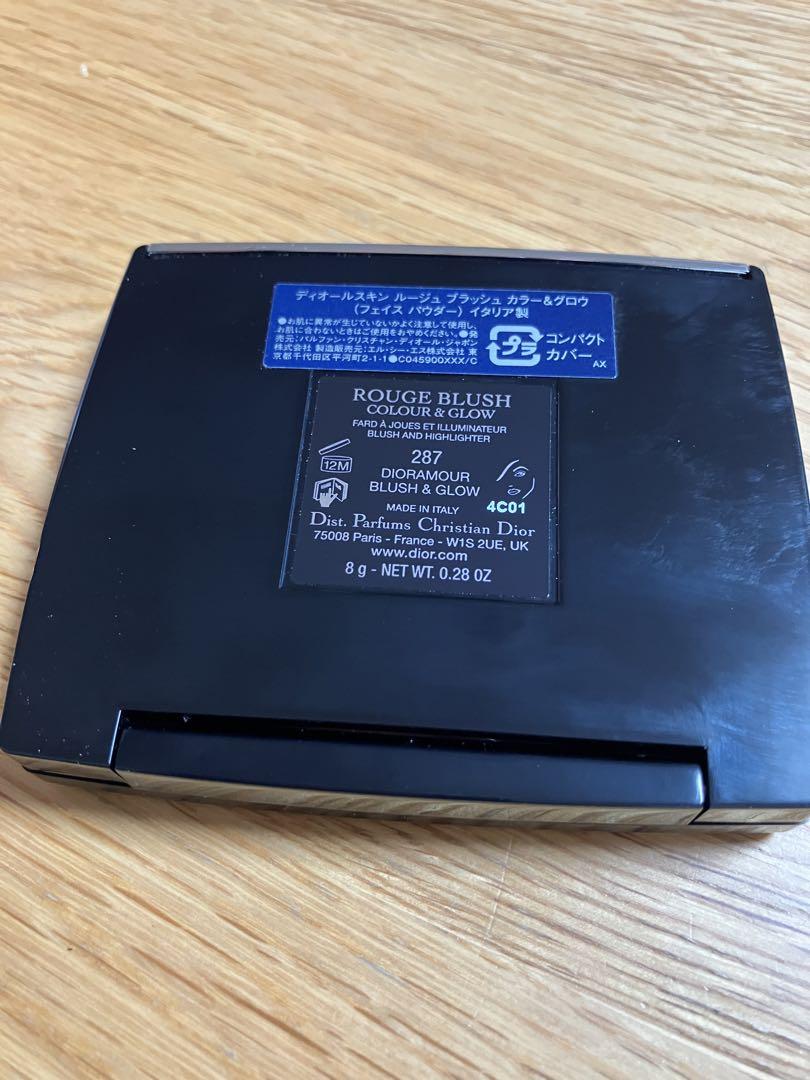 ディオールスキン ルージュ ブラッシュ カラー&グロウ
(フェイス パウダー) イタリア製
●お肌に異常が生じていないかよく注意して使用し、
お肌に合わないときはご使用をおやめください。●発
売元:パルファン・クリスチャン・ディオール・ジャポン
株式会社 製造販売元:エル・シー・エス株式会社 東
京都千代田区平河町2-1-1●C045900XXX/C
プラ
コンパクト
カバー
AX
ROUGE BLUSH
COLOUR & GLOW
FARD À JOUES ET ILLUMINATEUR
BLUSH AND HIGHLIGHTER
287
12M
DIORAMOUR
BLUSH & GLOW
4C01
MADE IN ITALY
Dist. Parfums Christian Dior
75008 Paris - France - W1S 2UE, UK
www.dior.com
8 g - NET WT. 0.28 OZ